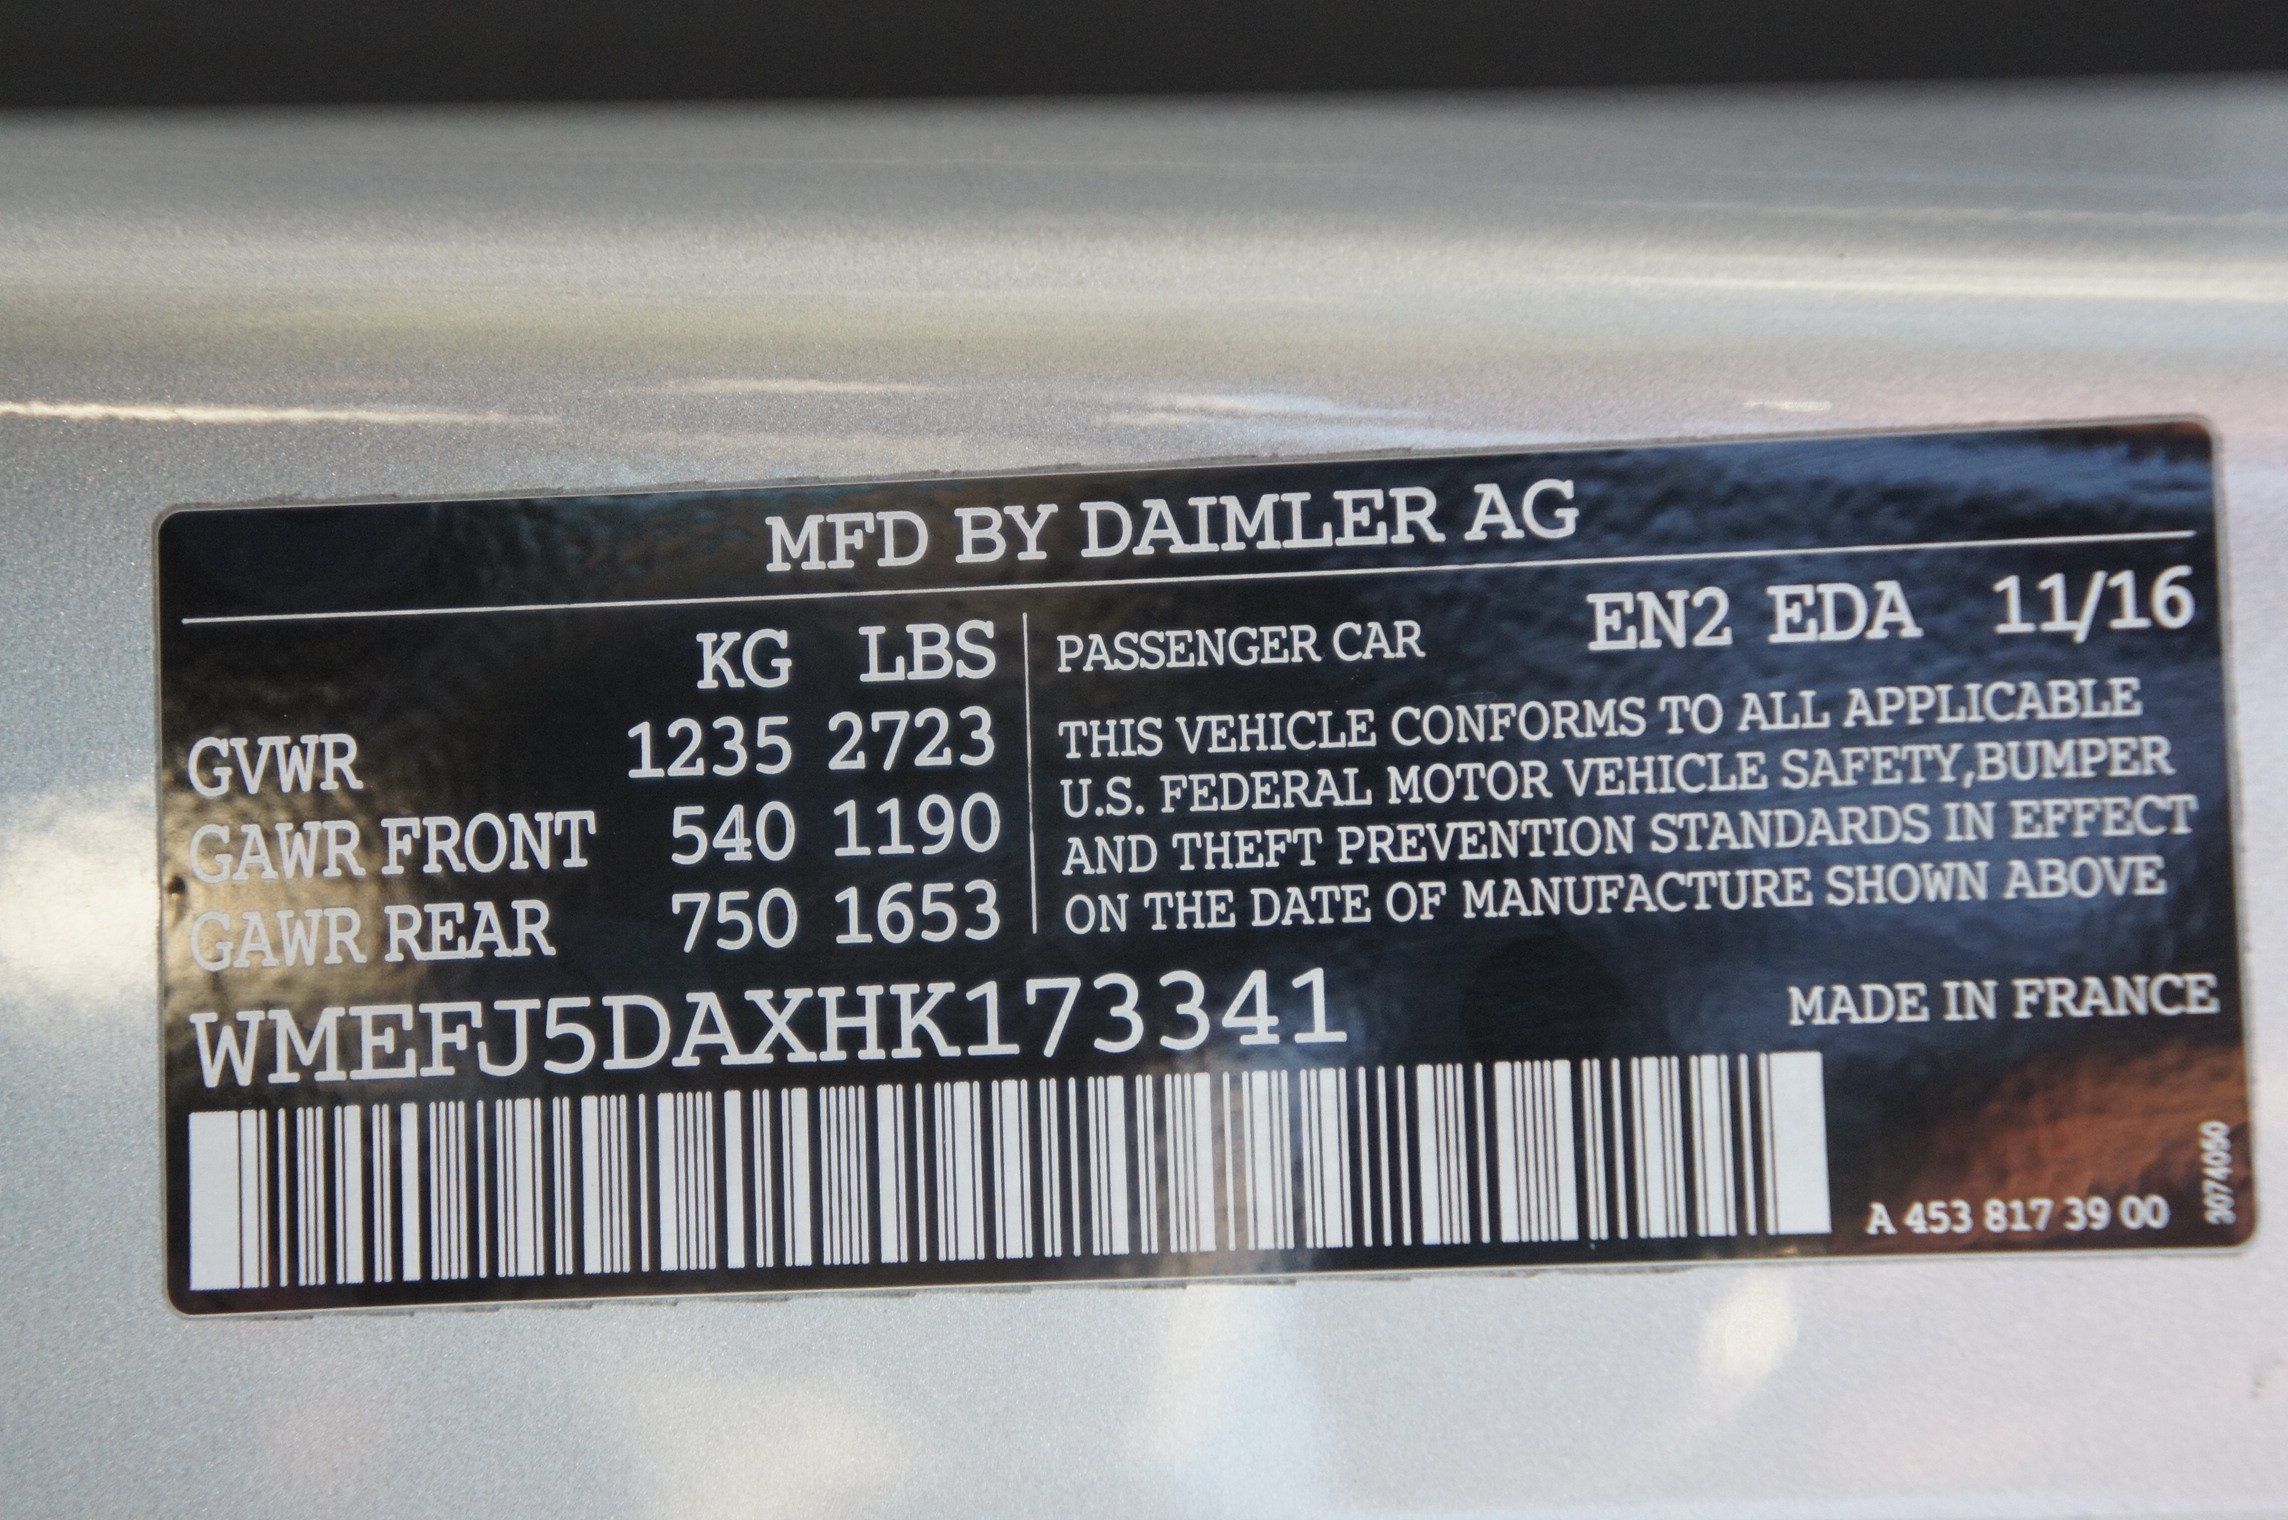 MFD BY DAIMLER AG
KG LBS
GVWR 1235 2723
GAWR FRONT 540 1190
GAWR REAR 750 1653
PASSENGER CAR EN2 EDA 11/16
THIS VEHICLE CONFORMS TO ALL APPLICABLE
U.S. FEDERAL MOTOR VEHICLE SAFETY,BUMPER
AND THEFT PREVENTION STANDARDS IN EFFECT
ON THE DATE OF MANUFACTURE SHOWN ABOVE
WMEFJ5DAXHK173341
MADE IN FRANCE
A 453 817 39 00
3074050